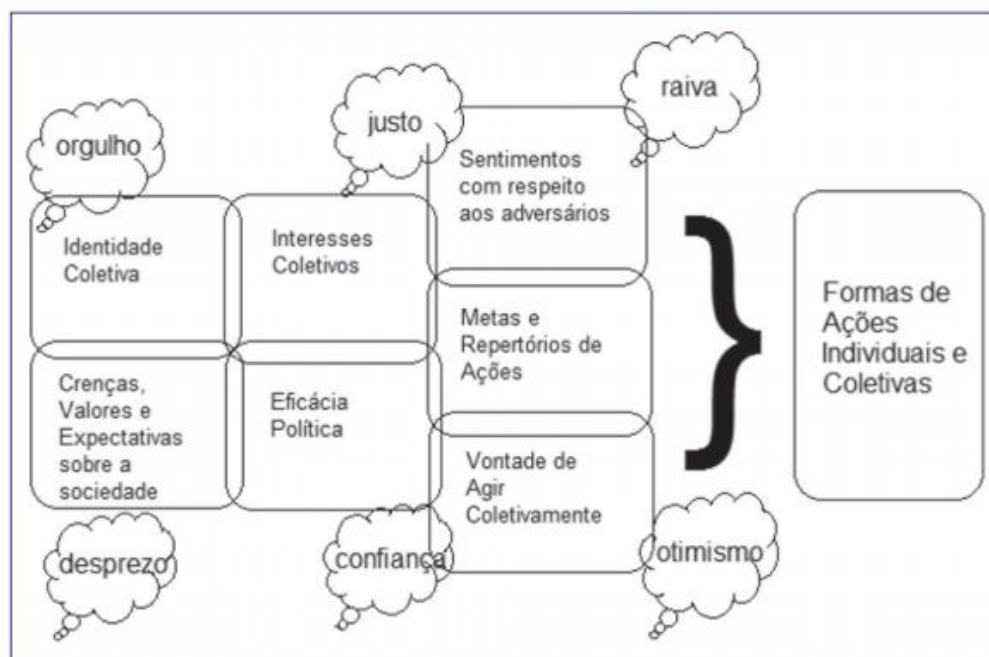 orgulho
justo
raiva
Identidade
Coletiva
Interesses
Coletivos
Sentimentos
com respeito
aos adversários
Crenças,
Valores e
Expectativas
sobre a
sociedade
Eficácia
Política
Metas e
Repertórios de
Ações
Vontade de
Agir
Coletivamente
Formas de
Ações
Individuais e
Coletivas
desprezo
confiança
otimismo